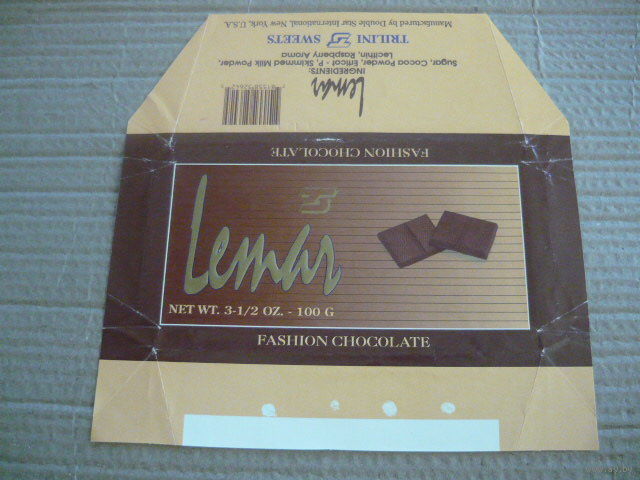 Manufactured by Double Star International, New York, U.S.A
TRILINI SWEETS
Lecithin, Raspberry Aroma
Sugar, Cocoa Powder, Erticot - P, Skimmed Milk Powder,
INGREDIENTS:
Lemar
FASHION CHOCOLATE
Lemar
NET WT. 3-1/2 OZ. - 100 G
FASHION CHOCOLATE